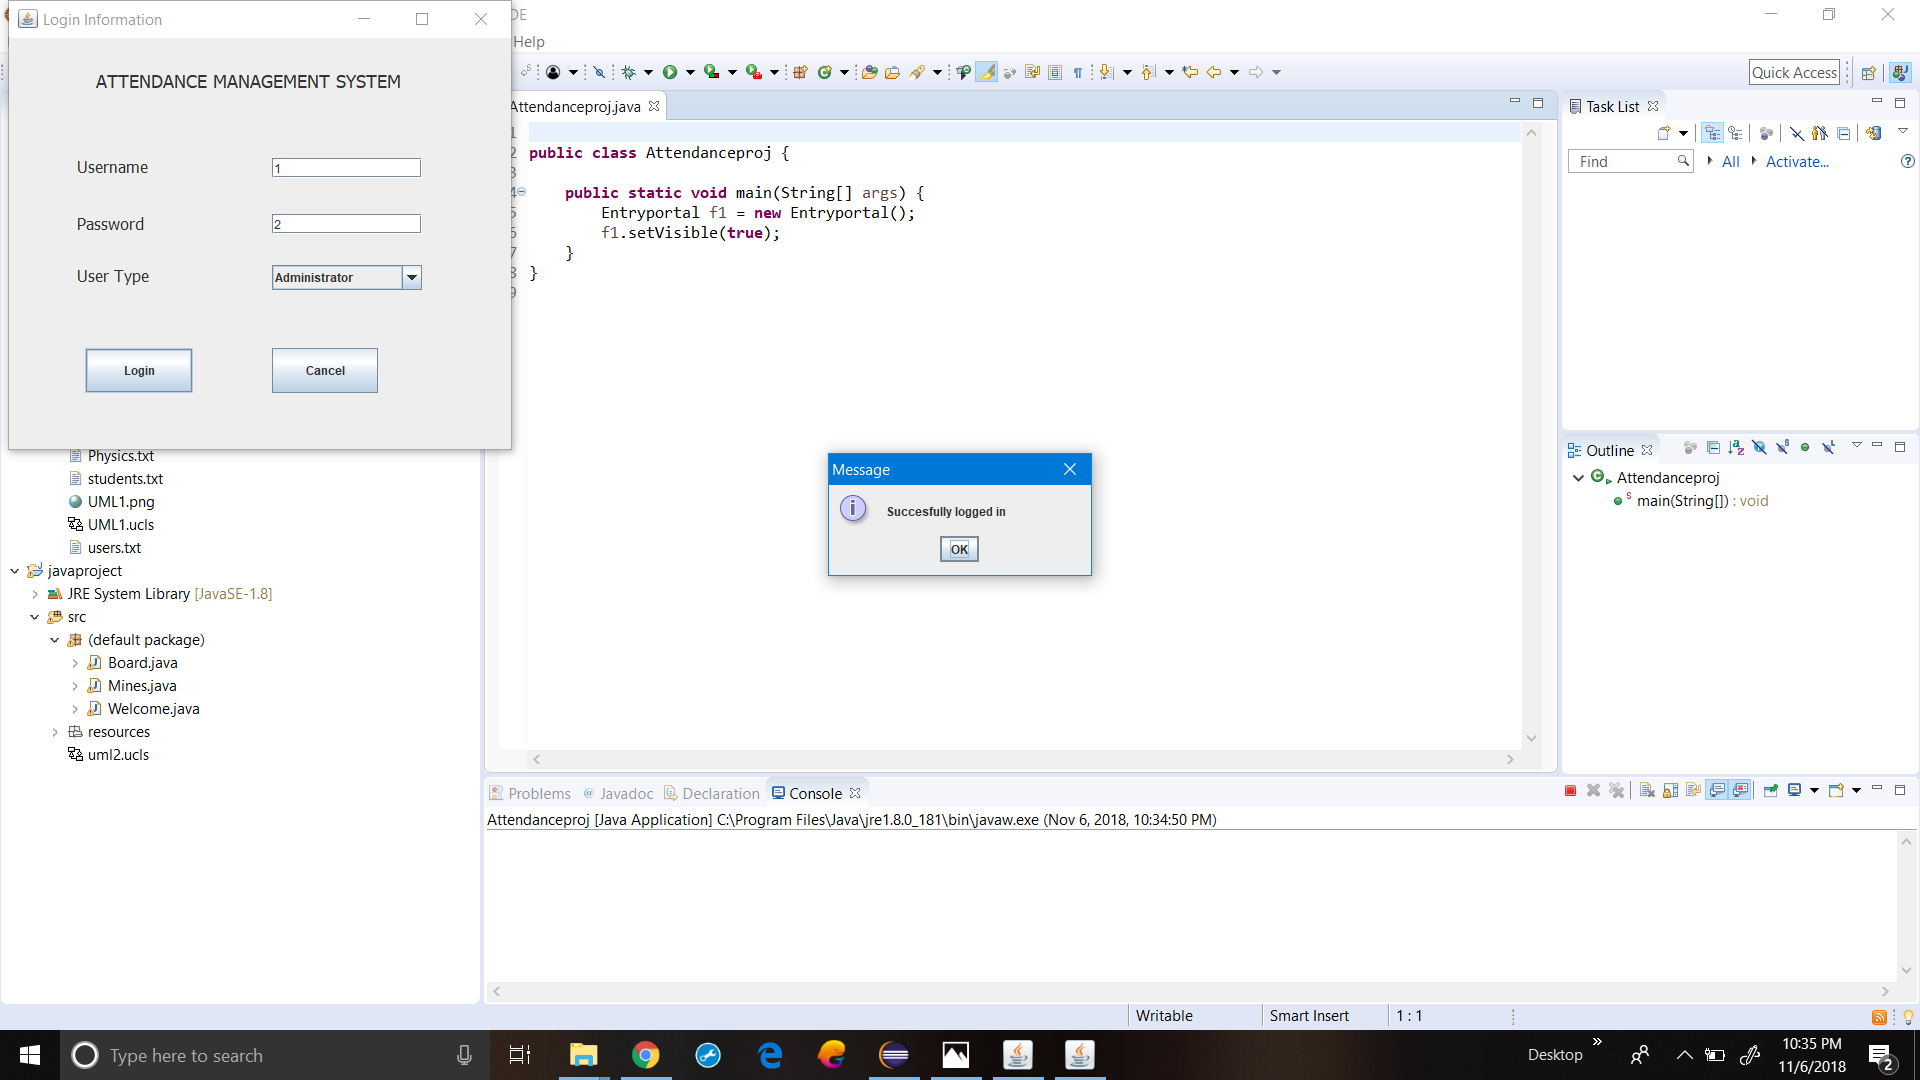 Login Information
DE
Help
ATTENDANCE MANAGEMENT SYSTEM
Username
1
Password
2
User Type
Administrator
Login
Cancel
Quick Access
Attendanceproj.java
1
2 public class Attendanceproj {
3
4 public static void main(String[] args) {
5 Entryportal f1 = new Entryportal();
6 f1.setVisible(true);
7 }
8 }
9
Task List
Find
All
Activate...
Outline
Attendanceproj
main(String[]) : void
Physics.txt
students.txt
UML1.png
UML1.ucls
users.txt
javaproject
JRE System Library [JavaSE-1.8]
src
(default package)
Board.java
Mines.java
Welcome.java
resources
uml2.ucls
Message
Succesfully logged in
OK
Problems
@ Javadoc
Declaration
Console
Attendanceproj [Java Application] C:\Program Files\Java\jre1.8.0_181\bin\javaw.exe (Nov 6, 2018, 10:34:50 PM)
Writable
Smart Insert
1 : 1
Type here to search
Desktop
10:35 PM
11/6/2018
2